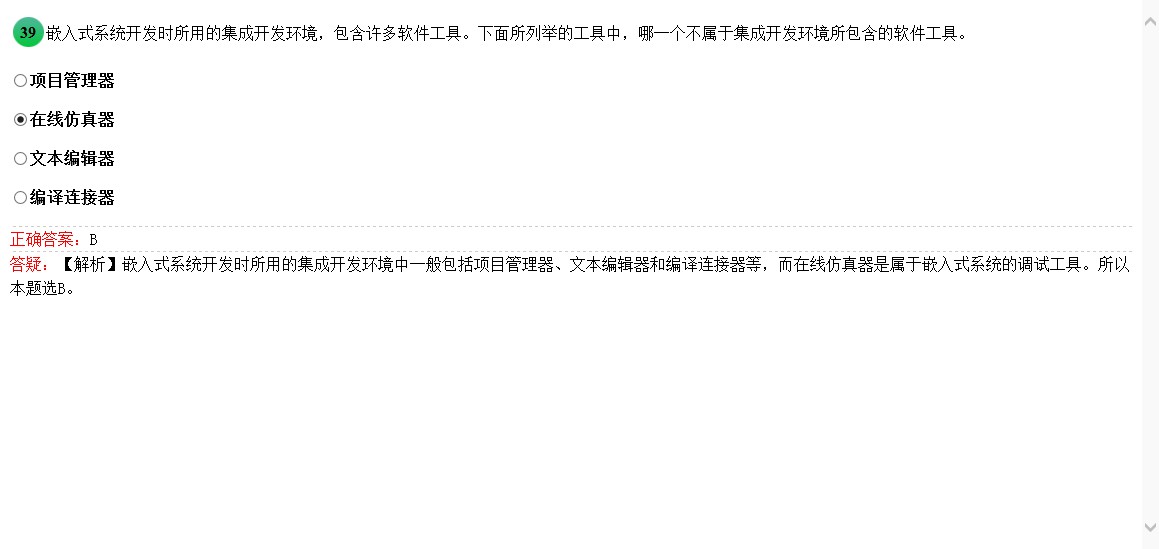 39 嵌入式系统开发时所用的集成开发环境，包含许多软件工具。下面所列举的工具中，哪一个不属于集成开发环境所包含的软件工具。
项目管理器
在线仿真器
文本编辑器
编译连接器
正确答案：B
答疑：【解析】嵌入式系统开发时所用的集成开发环境中一般包括项目管理器、文本编辑器和编译连接器等，而在线仿真器是属于嵌入式系统的调试工具。所以
本题选B。